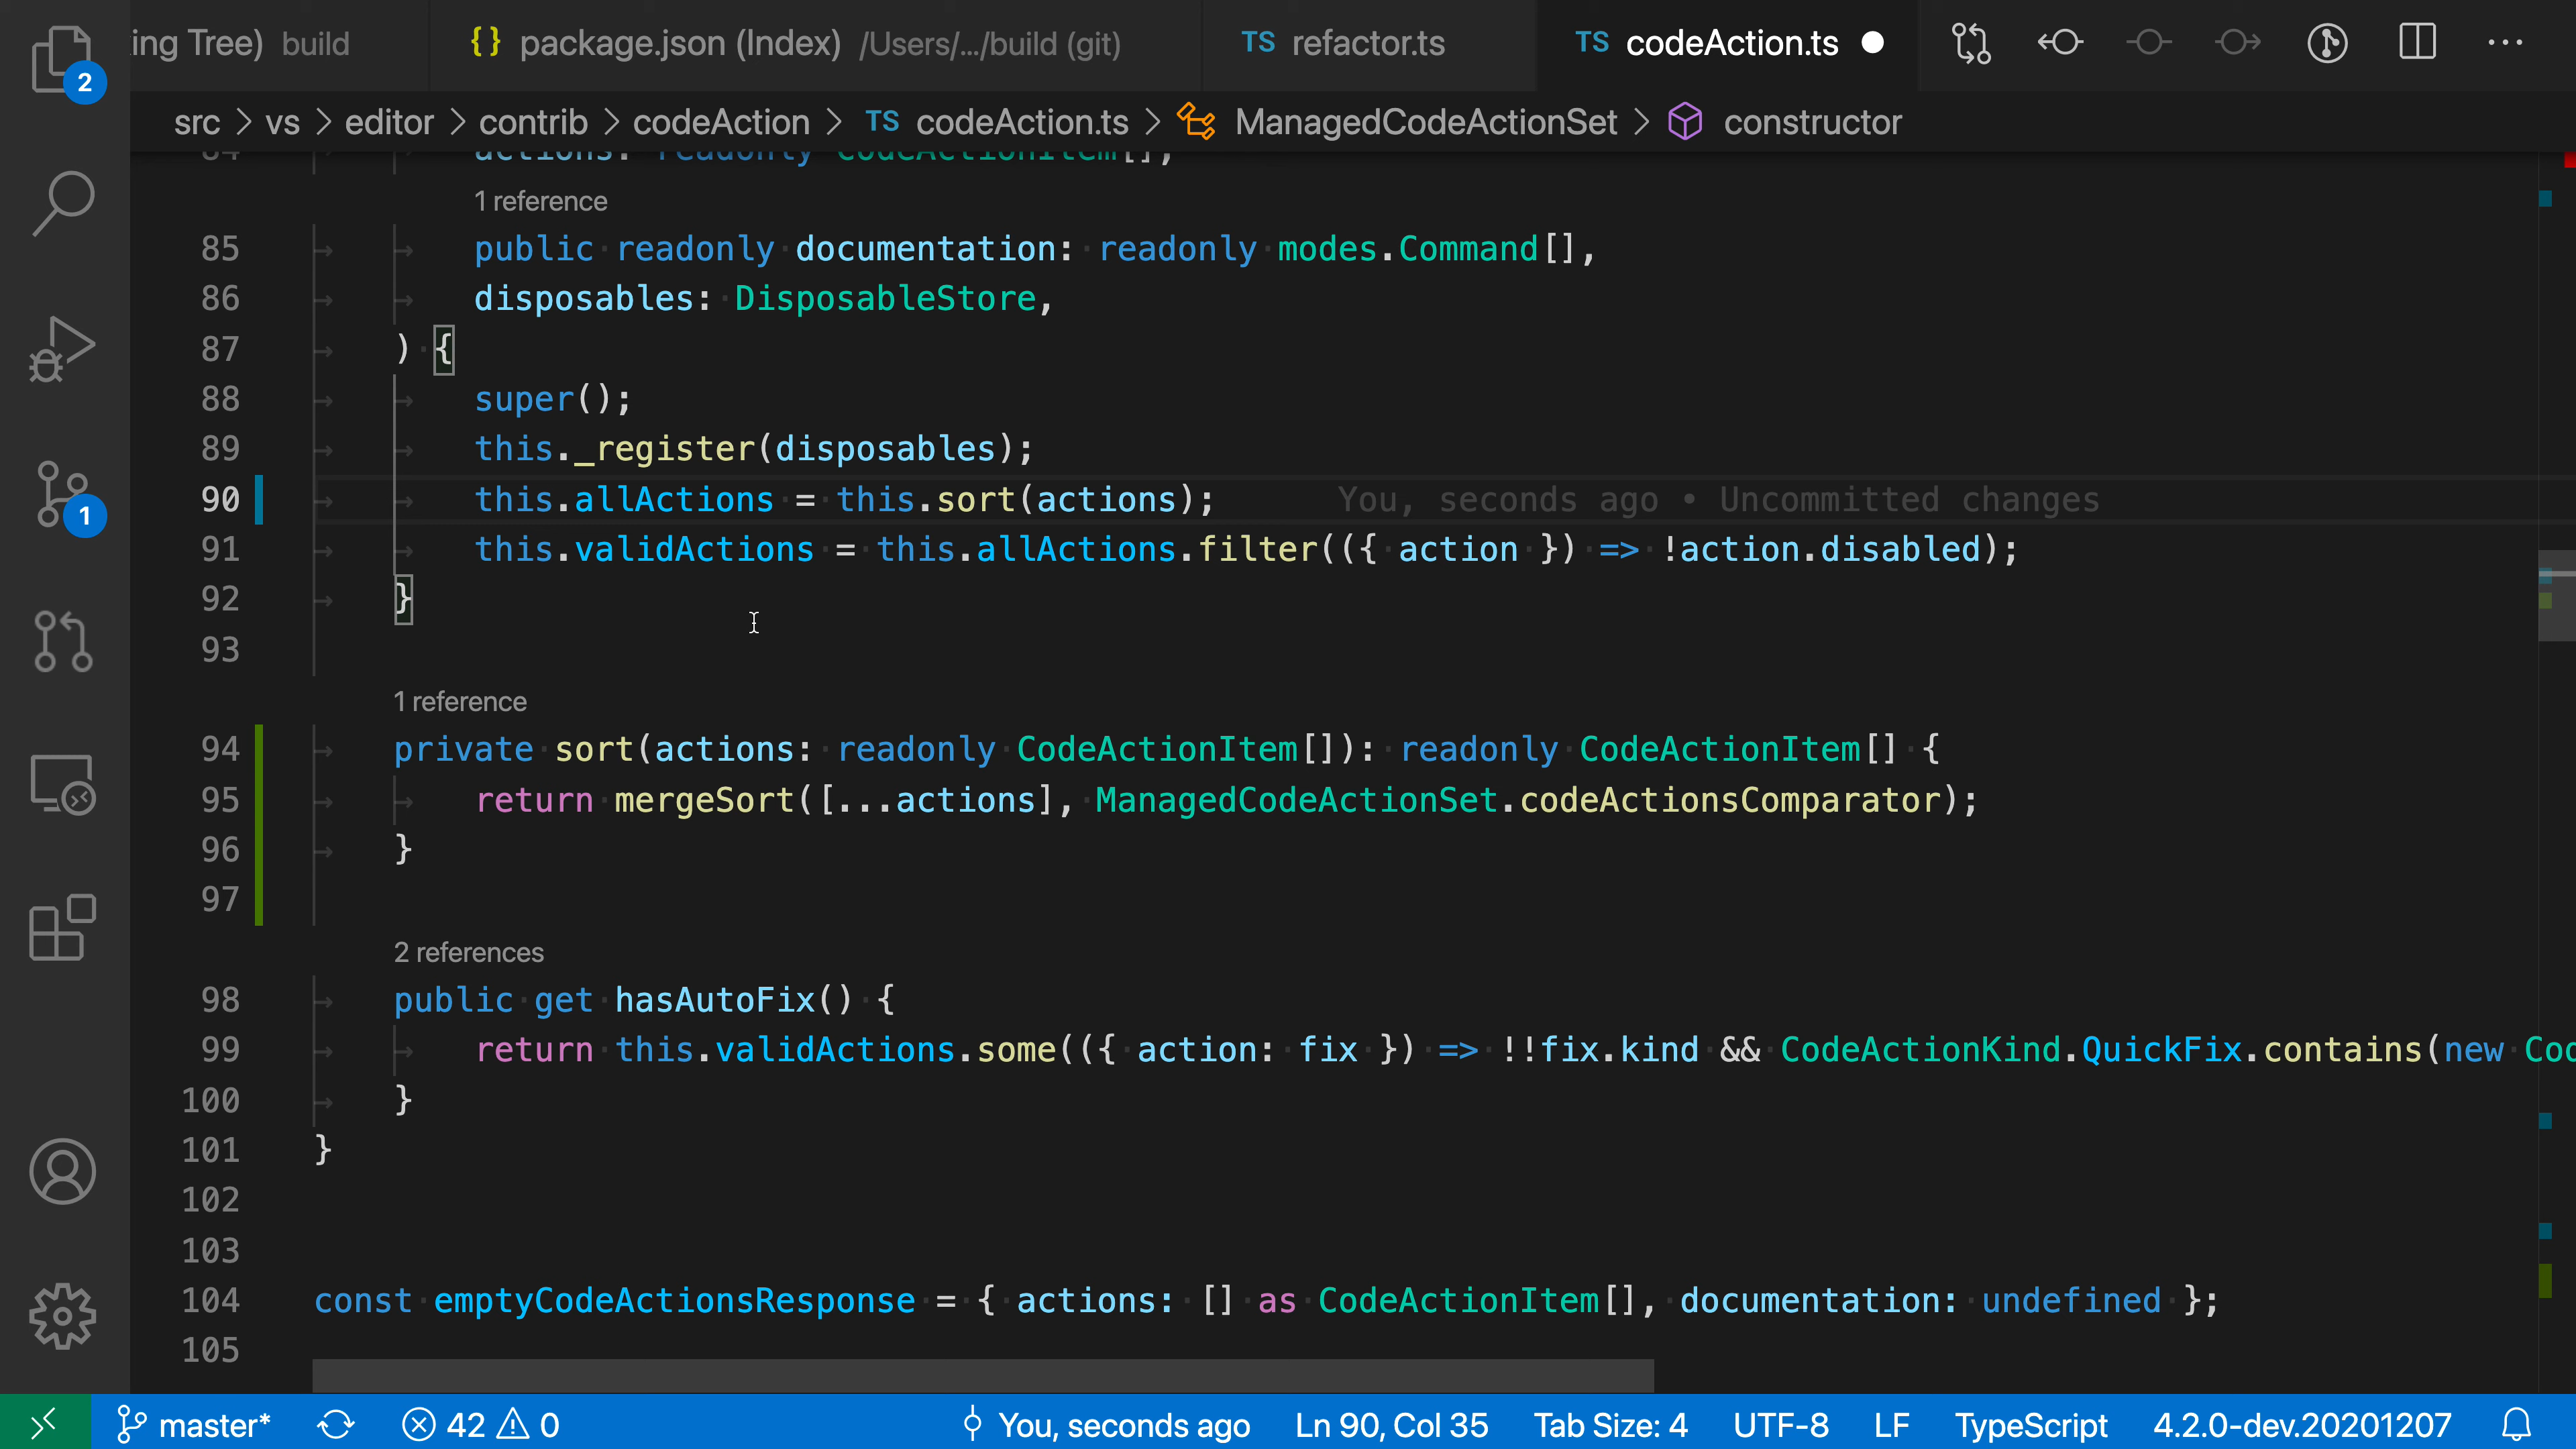 ing Tree) build
{} package.json (Index) /Users/.../build (git)
TS refactor.ts
TS codeAction.ts
2
src > vs > editor > contrib > codeAction > TS codeAction.ts > ManagedCodeActionSet > constructor
84 actions: readonly CodeActionItem[],
1 reference
85 public readonly documentation: readonly modes.Command[],
86 disposables: DisposableStore,
87 ) {
88 super();
89 this._register(disposables);
90 this.allActions = this.sort(actions); You, seconds ago • Uncommitted changes
1
91 this.validActions = this.allActions.filter(({ action }) => !action.disabled);
92 }
93
1 reference
94 private sort(actions: readonly CodeActionItem[]): readonly CodeActionItem[] {
95 return mergeSort([...actions], ManagedCodeActionSet.codeActionsComparator);
96 }
97
2 references
98 public get hasAutoFix() {
99 return this.validActions.some(({ action: fix }) => !!fix.kind && CodeActionKind.QuickFix.contains(new Cod
100 }
101 }
102
103
104 const emptyCodeActionsResponse = { actions: [] as CodeActionItem[], documentation: undefined };
105
master* 42 0 You, seconds ago Ln 90, Col 35 Tab Size: 4 UTF-8 LF TypeScript 4.2.0-dev.20201207